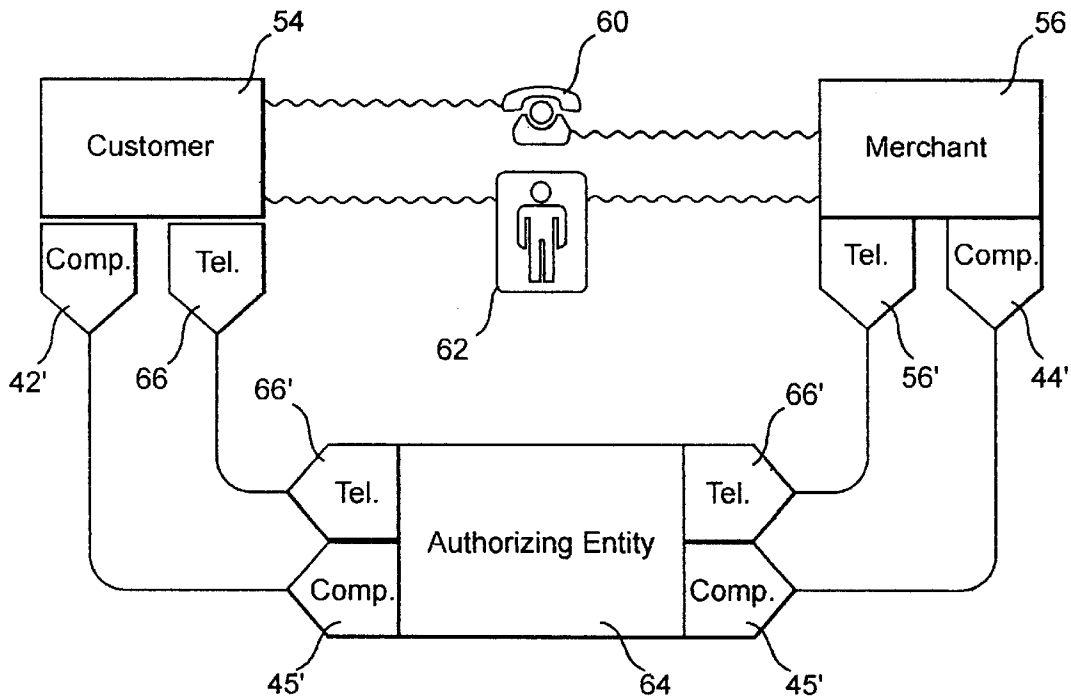 54
60
56
Customer
Merchant
Comp.
Tel.
Tel.
Comp.
42'
66
62
56'
44'
66'
66'
Tel.
Authorizing Entity
Tel.
Comp.
Comp.
45'
64
45'